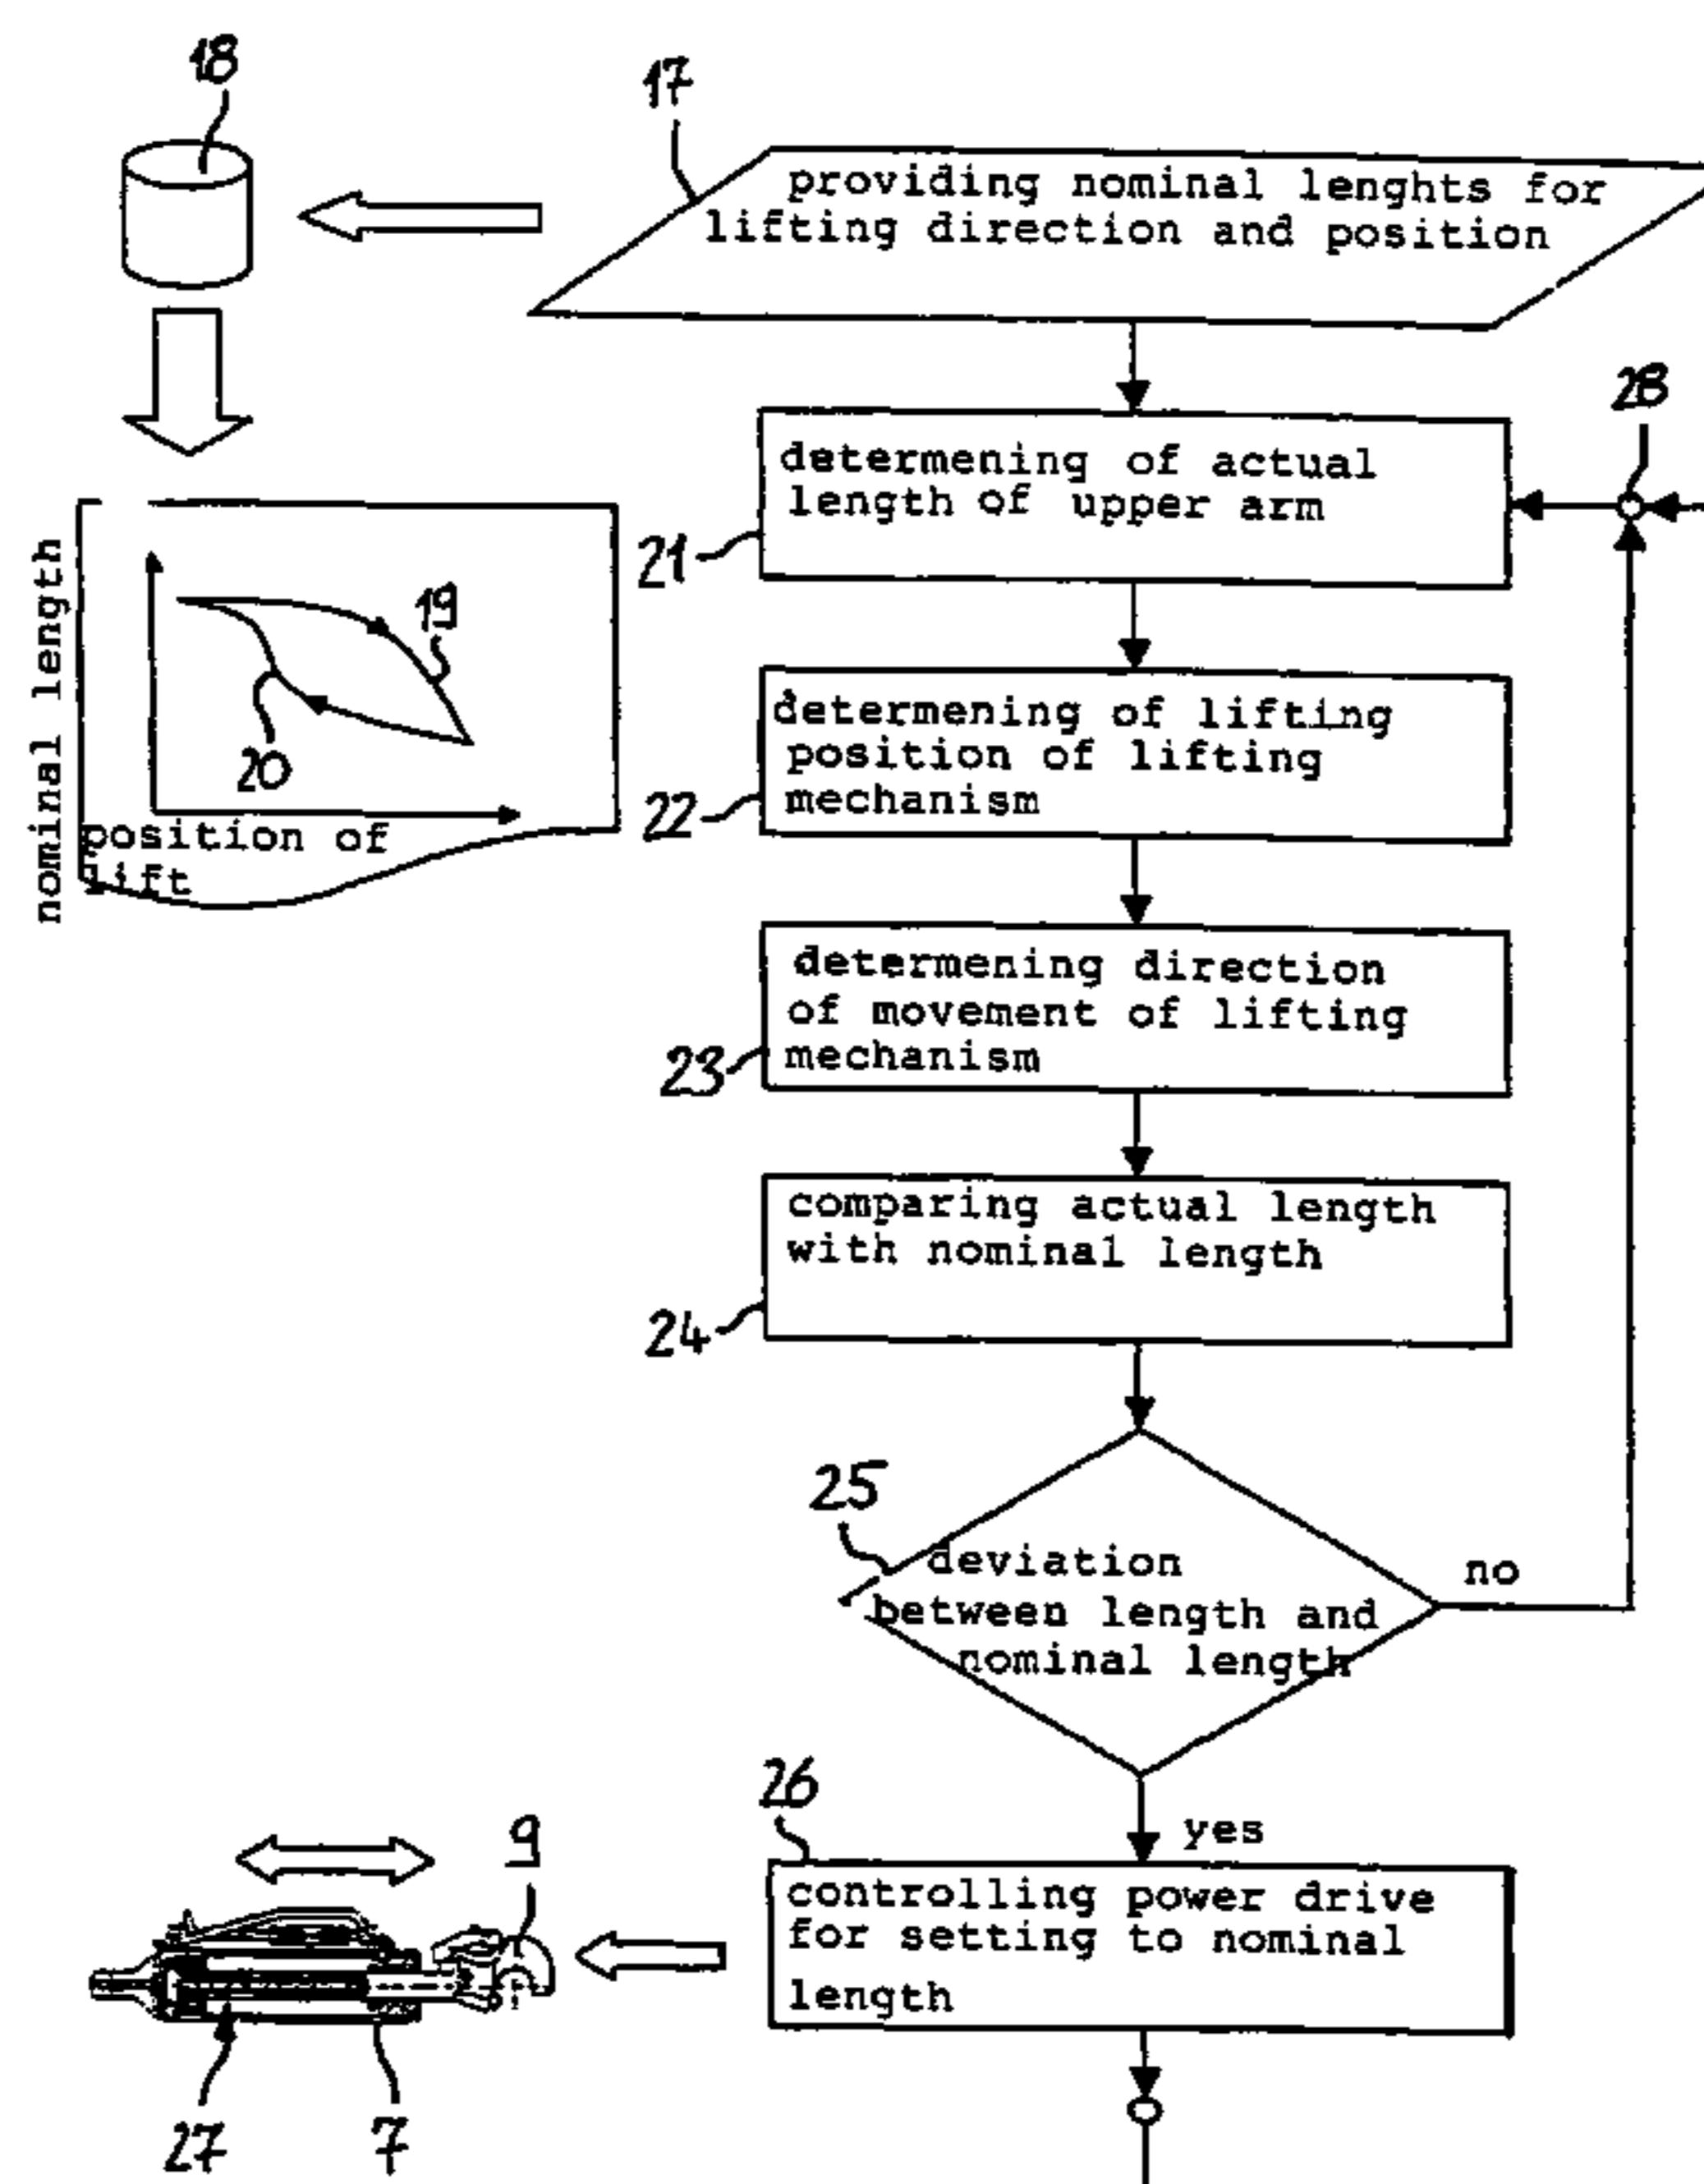 18
17
providing nominal lenghts for
lifting direction and position
28
determening of actual
length of upper arm
21
nominal length
19
20
position of
lift
determening of lifting
position of lifting
mechanism
22
determening direction
of movement of lifting
mechanism
23
comparing actual length
with nominal length
24
25
deviation
between length and
nominal length
no
26
yes
controlling power drive
for setting to nominal
length
9
27
7